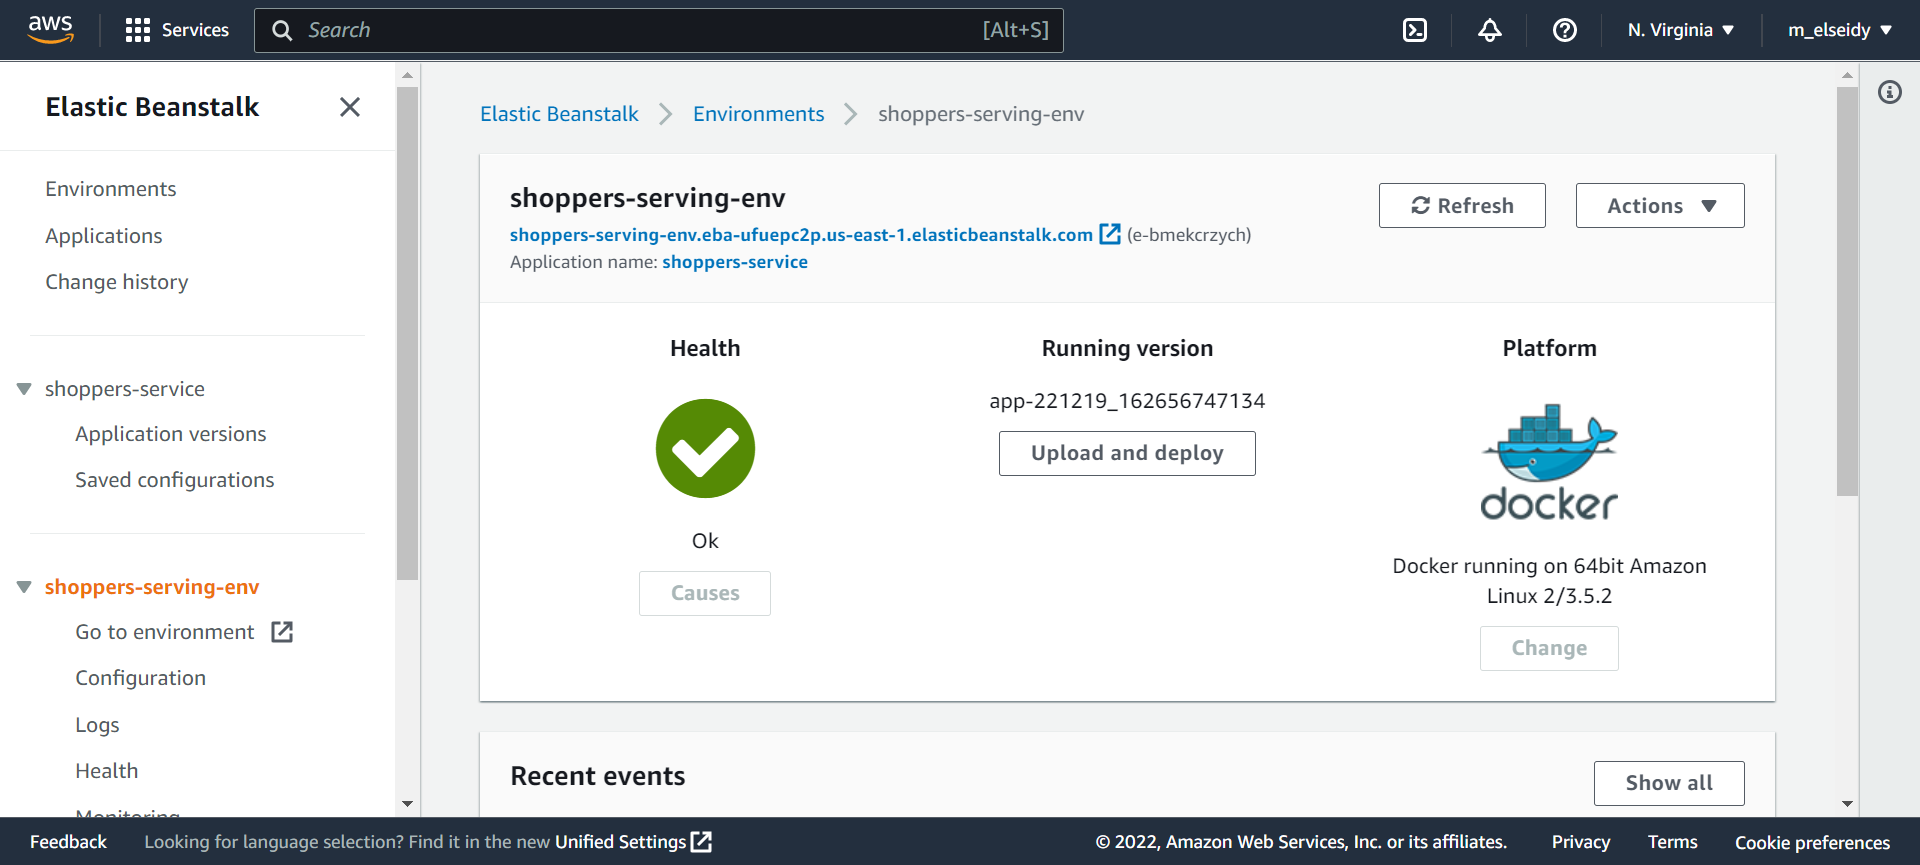 aws
Services
Search
[Alt+S]
N. Virginia
m_elseidy
Elastic Beanstalk
Environments
Applications
Change history
shoppers-service
Application versions
Saved configurations
shoppers-serving-env
Go to environment
Configuration
Logs
Health
Monitoring
Elastic Beanstalk
Environments
shoppers-serving-env
shoppers-serving-env
shoppers-serving-env.eba-ufuepc2p.us-east-1.elasticbeanstalk.com (e-bmekcrzych)
Application name: shoppers-service
Refresh
Actions
Health
Ok
Causes
Running version
app-221219_162656747134
Upload and deploy
Platform
docker
Docker running on 64bit Amazon
Linux 2/3.5.2
Change
Recent events
Show all
Feedback
Looking for language selection? Find it in the new Unified Settings
© 2022, Amazon Web Services, Inc. or its affiliates.
Privacy
Terms
Cookie preferences